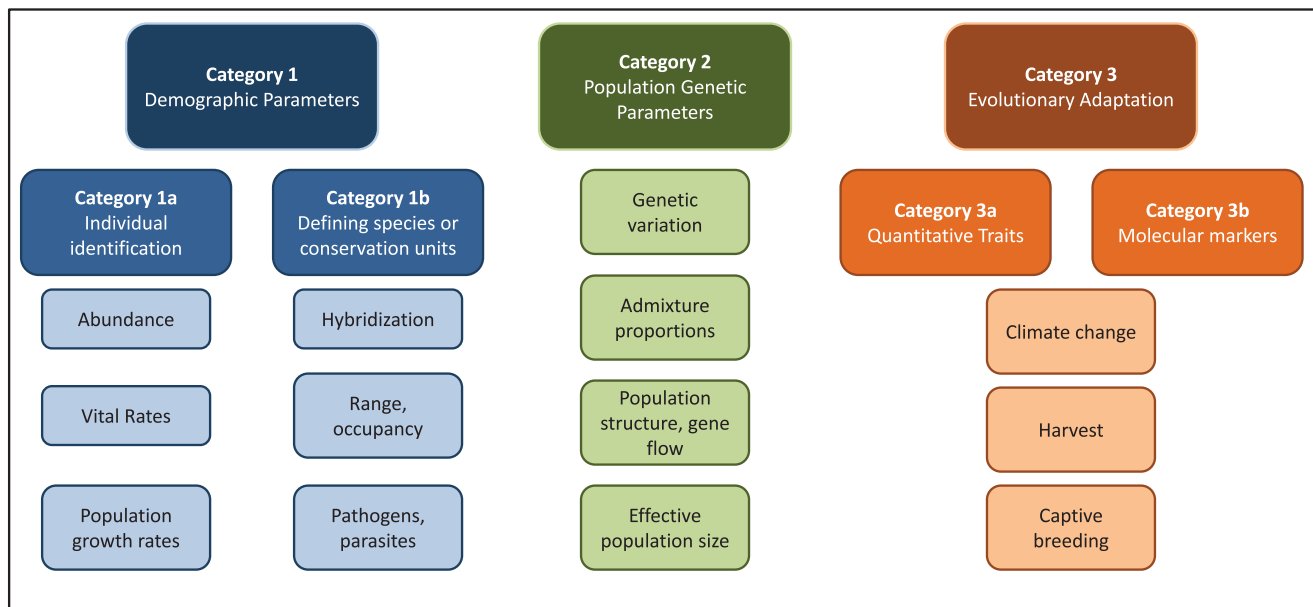 Category 1
Demographic Parameters
Category 2
Population Genetic
Parameters
Category 3
Evolutionary Adaptation
Category 1a
Individual
identification
Category 1b
Defining species or
conservation units
Genetic
variation
Category 3a
Quantitative Traits
Category 3b
Molecular markers
Abundance
Hybridization
Admixture
proportions
Climate change
Vital Rates
Range,
occupancy
Population
structure, gene
flow
Harvest
Population
growth rates
Pathogens,
parasites
Effective
population size
Captive
breeding